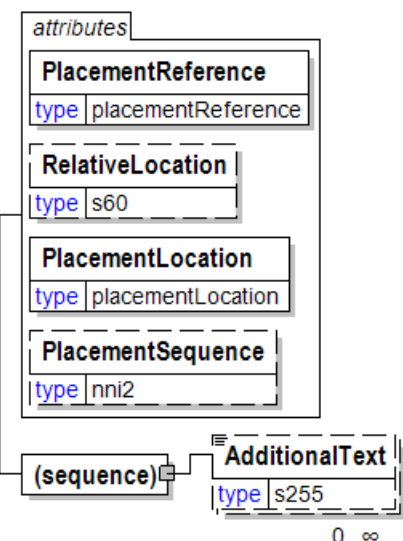 attributes
PlacementReference
type placementReference
RelativeLocation
type s60
PlacementLocation
type placementLocation
PlacementSequence
type nni2
(sequence)
AdditionalText
type s255
0 ∞